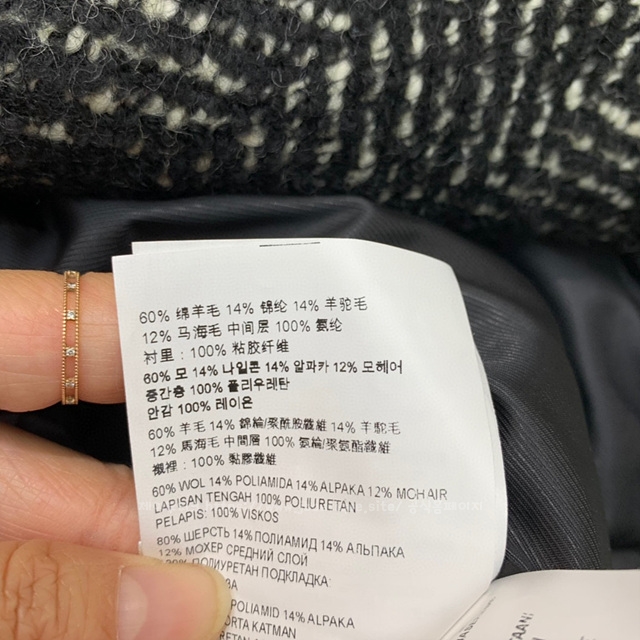 60% 绵羊毛 14% 锦纶 14% 羊驼毛
12% 马海毛 中间层 100% 氨纶
衬里 : 100% 粘胶纤维
60% 모 14% 나일론 14% 알파카 12% 모헤어
중간층 100% 폴리우레탄
안감 100% 레이온
60% 羊毛 14% 錦綸/聚酰胺纖維 14% 羊駝毛
12% 馬海毛 中間層 100% 氨綸/聚氨酯纖維
襯裡 : 100% 黏膠纖維
60% WOL 14% POLIAMIDA 14% ALPAKA 12% MOHAIR
LAPISAN TENGAH 100% POLIURETAN
PELAPIS: 100% VISKOS
ШЕРСТЬ 14% ПОЛИАМИД 14% АЛЬПАКА
12% МОХЕР СРЕДНИЙ СЛОЙ
ПОДКЛАДКА:
POLIAMID 14% ALPAKA
ORTA KATMAN